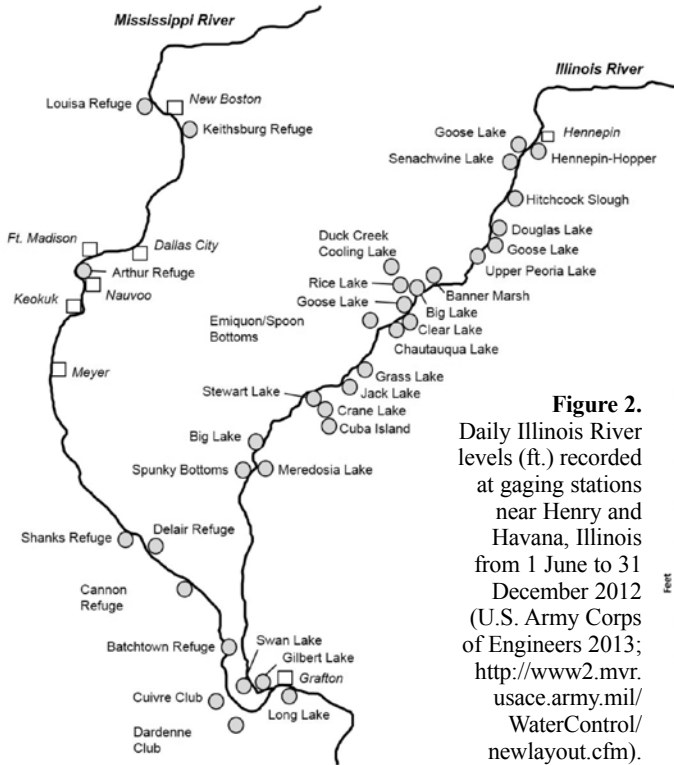 Mississippi River
Illinois River
Louisa Refuge
New Boston
Keithsburg Refuge
Goose Lake
Hennepin
Senachwine Lake
Hennepin-Hopper
Hitchcock Slough
Ft. Madison
Dallas City
Duck Creek
Cooling Lake
Douglas Lake
Goose Lake
Arthur Refuge
Upper Peoria Lake
Rice Lake
Banner Marsh
Keokuk
Nauvoo
Goose Lake
Big Lake
Emiquon/Spoon
Bottoms
Clear Lake
Chautauqua Lake
Meyer
Grass Lake
Stewart Lake
Jack Lake
Crane Lake
Cuba Island
Big Lake
Spunky Bottoms
Meredosia Lake
Shanks Refuge
Delair Refuge
Cannon
Refuge
Batchtown Refuge
Swan Lake
Gilbert Lake
Grafton
Cuivre Club
Long Lake
Dardenne
Club
Figure 2.
Daily Illinois River
levels (ft.) recorded
at gaging stations
near Henry and
Havana, Illinois
from 1 June to 31
December 2012
(U.S. Army Corps
of Engineers 2013;
http://www2.mvr.
usace.army.mil/
WaterControl/
newlayout.cfm).
Feet